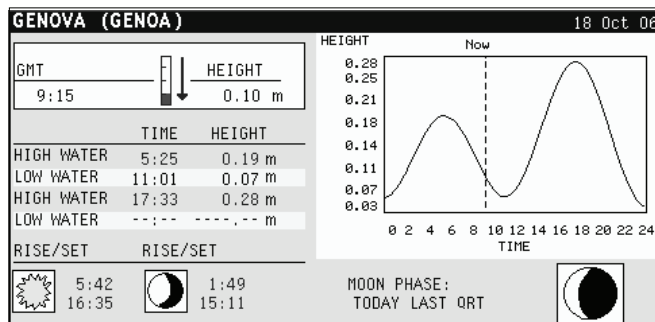 GENOVA (GENOA) 18 Oct 06
GMT HEIGHT
9:15 0.10 m
TIME HEIGHT
HIGH WATER 5:25 0.19 m
LOW WATER 11:01 0.07 m
HIGH WATER 17:33 0.28 m
LOW WATER --:-- ----.-- m
RISE/SET RISE/SET
5:42 1:49
16:35 15:11
HEIGHT Now
0.28
0.25
0.21
0.18
0.14
0.11
0.07
0.03
0 2 4 6 8 10 12 14 16 18 20 22 24
TIME
MOON PHASE:
TODAY LAST QRT